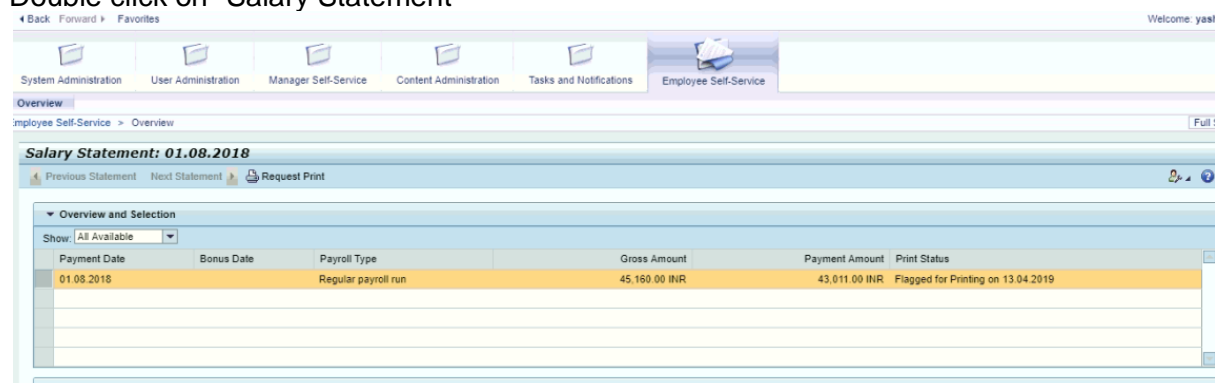 Double click on "Salary Statement"
Back Forward Favorites Welcome:
System Administration User Administration Manager Self-Service Content Administration Tasks and Notifications Employee Self-Service
Overview
Employee Self-Service > Overview Full
Salary Statement: 01.08.2018
Previous Statement Next Statement Request Print
Overview and Selection
Show: All Available
Payment Date Bonus Date Payroll Type Gross Amount Payment Amount Print Status
01.08.2018 Regular payroll run 45,160.00 INR 43,011.00 INR Flagged for Printing on 13.04.2019